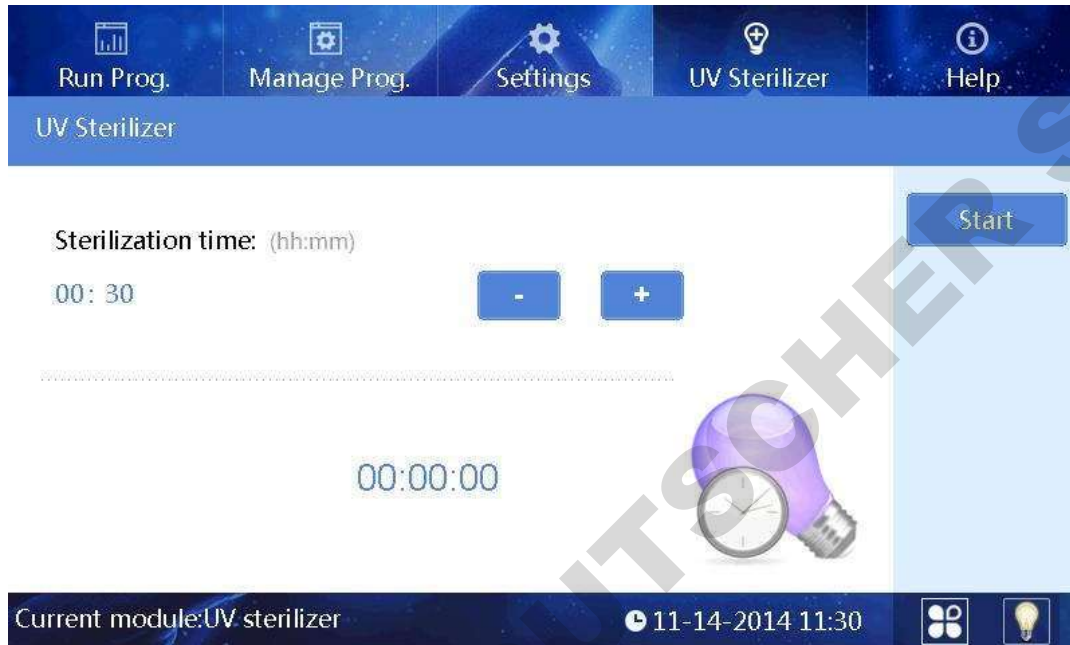 Run Prog. Manage Prog. Settings UV Sterilizer Help
UV Sterilizer
Start
Sterilization time: (hh:mm)
00: 30
- +
00:00:00
Current module:UV sterilizer 11-14-2014 11:30